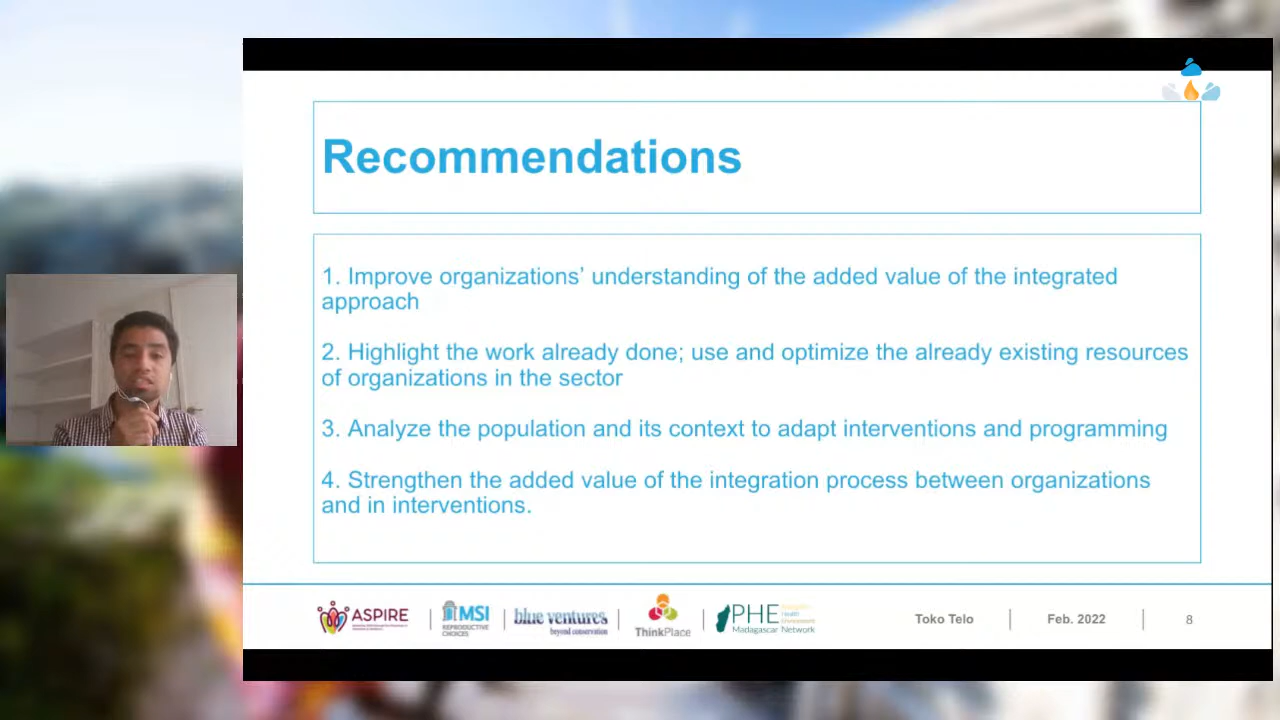 Recommendations
1. Improve organizations’ understanding of the added value of the integrated
approach
2. Highlight the work already done; use and optimize the already existing resources
of organizations in the sector
3. Analyze the population and its context to adapt interventions and programming
4. Strengthen the added value of the integration process between organizations
and in interventions.
ASPIRE
MSI
REPRODUCTIVE
CHOICES
blue ventures
beyond conservation
ThinkPlace
PHE
Health
Madagascar Network
Toko Telo
Feb. 2022
8